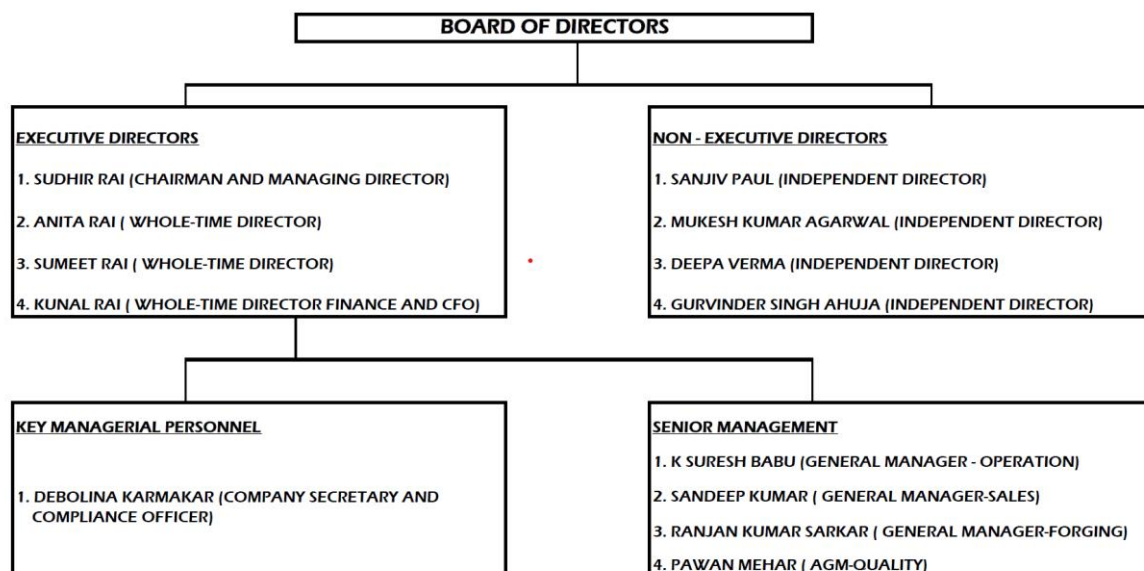 BOARD OF DIRECTORS
EXECUTIVE DIRECTORS
1. SUDHIR RAI (CHAIRMAN AND MANAGING DIRECTOR)
2. ANITA RAI ( WHOLE-TIME DIRECTOR)
3. SUMEET RAI ( WHOLE-TIME DIRECTOR)
4. KUNAL RAI ( WHOLE-TIME DIRECTOR FINANCE AND CFO)
NON - EXECUTIVE DIRECTORS
1. SANJIV PAUL (INDEPENDENT DIRECTOR)
2. MUKESH KUMAR AGARWAL (INDEPENDENT DIRECTOR)
3. DEEPA VERMA (INDEPENDENT DIRECTOR)
4. GURVINDER SINGH AHUJA (INDEPENDENT DIRECTOR)
KEY MANAGERIAL PERSONNEL
1. DEBOLINA KARMAKAR (COMPANY SECRETARY AND
COMPLIANCE OFFICER)
SENIOR MANAGEMENT
1. K SURESH BABU (GENERAL MANAGER - OPERATION)
2. SANDEEP KUMAR ( GENERAL MANAGER-SALES)
3. RANJAN KUMAR SARKAR ( GENERAL MANAGER-FORGING)
4. PAWAN MEHAR ( AGM-QUALITY)